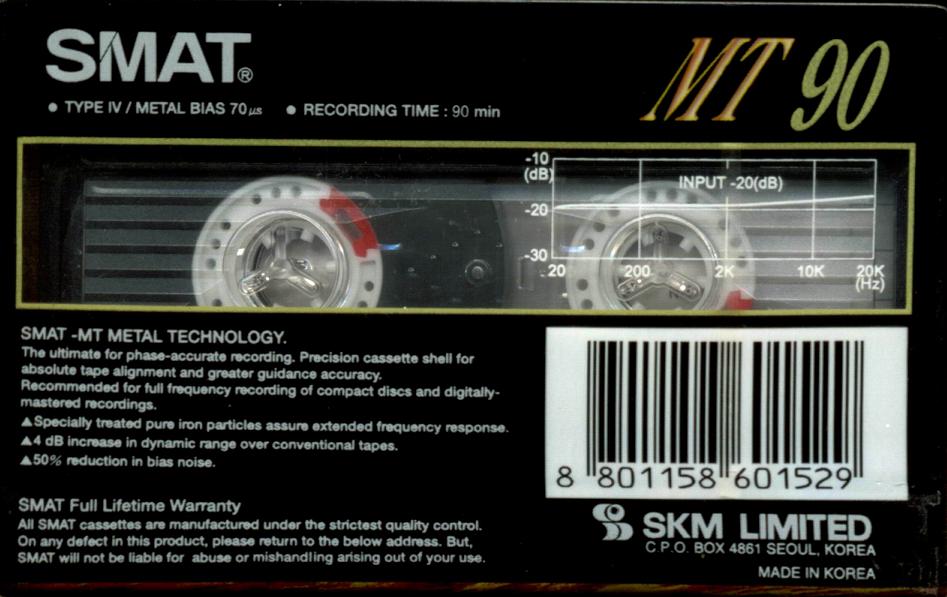 SMAT®
MT 90
● TYPE IV / METAL BIAS 70µs ● RECORDING TIME : 90 min
-10
(dB)
INPUT -20(dB)
-20
-30
20 200 2K 10K 20K
(Hz)
SMAT -MT METAL TECHNOLOGY.
The ultimate for phase-accurate recording. Precision cassette shell for
absolute tape alignment and greater guidance accuracy.
Recommended for full frequency recording of compact discs and digitally-
mastered recordings.
▲Specially treated pure iron particles assure extended frequency response.
▲4 dB increase in dynamic range over conventional tapes.
▲50% reduction in bias noise.
SMAT Full Lifetime Warranty
All SMAT cassettes are manufactured under the strictest quality control.
On any defect in this product, please return to the below address. But,
SMAT will not be liable for abuse or mishandling arising out of your use.
8 801158 601529
SKM LIMITED
C P.O. BOX 4861 SEOUL, KOREA
MADE IN KOREA